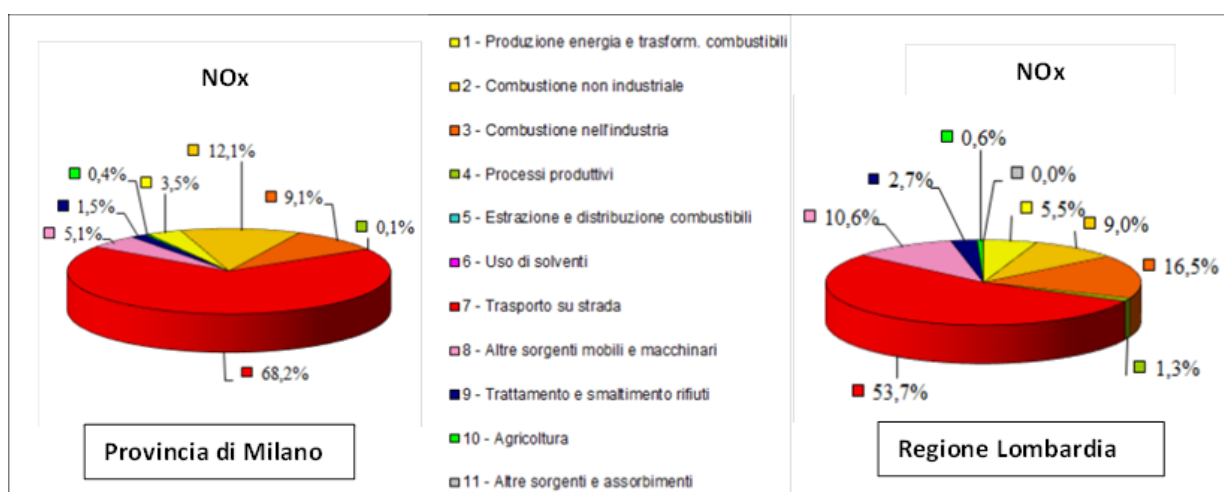 NOx
12,1%
0,4%
3,5%
9,1%
1,5%
0,1%
5,1%
68,2%
Provincia di Milano
1 - Produzione energia e trasform. combustibili
2 - Combustione non industriale
3 - Combustione nell'industria
4 - Processi produttivi
5 - Estrazione e distribuzione combustibili
6 - Uso di solventi
7 - Trasporto su strada
8 - Altre sorgenti mobili e macchinari
9 - Trattamento e smaltimento rifiuti
10 - Agricoltura
11 - Altre sorgenti e assorbimenti
NOx
0,6%
0,0%
2,7%
5,5%
10,6%
9,0%
16,5%
1,3%
53,7%
Regione Lombardia